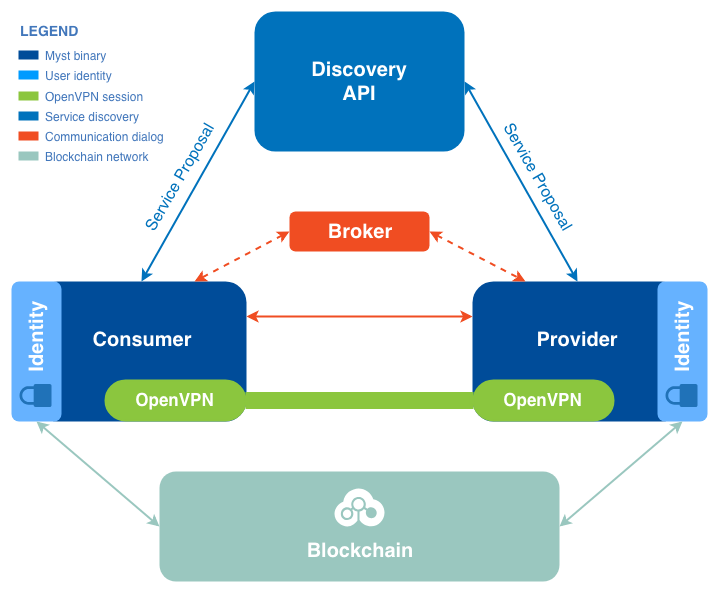 LEGEND
Myst binary
User identity
OpenVPN session
Service discovery
Communication dialog
Blockchain network
Discovery
API
Service Proposal
Service Proposal
Broker
Identity
Consumer
Provider
Identity
OpenVPN
OpenVPN
Blockchain